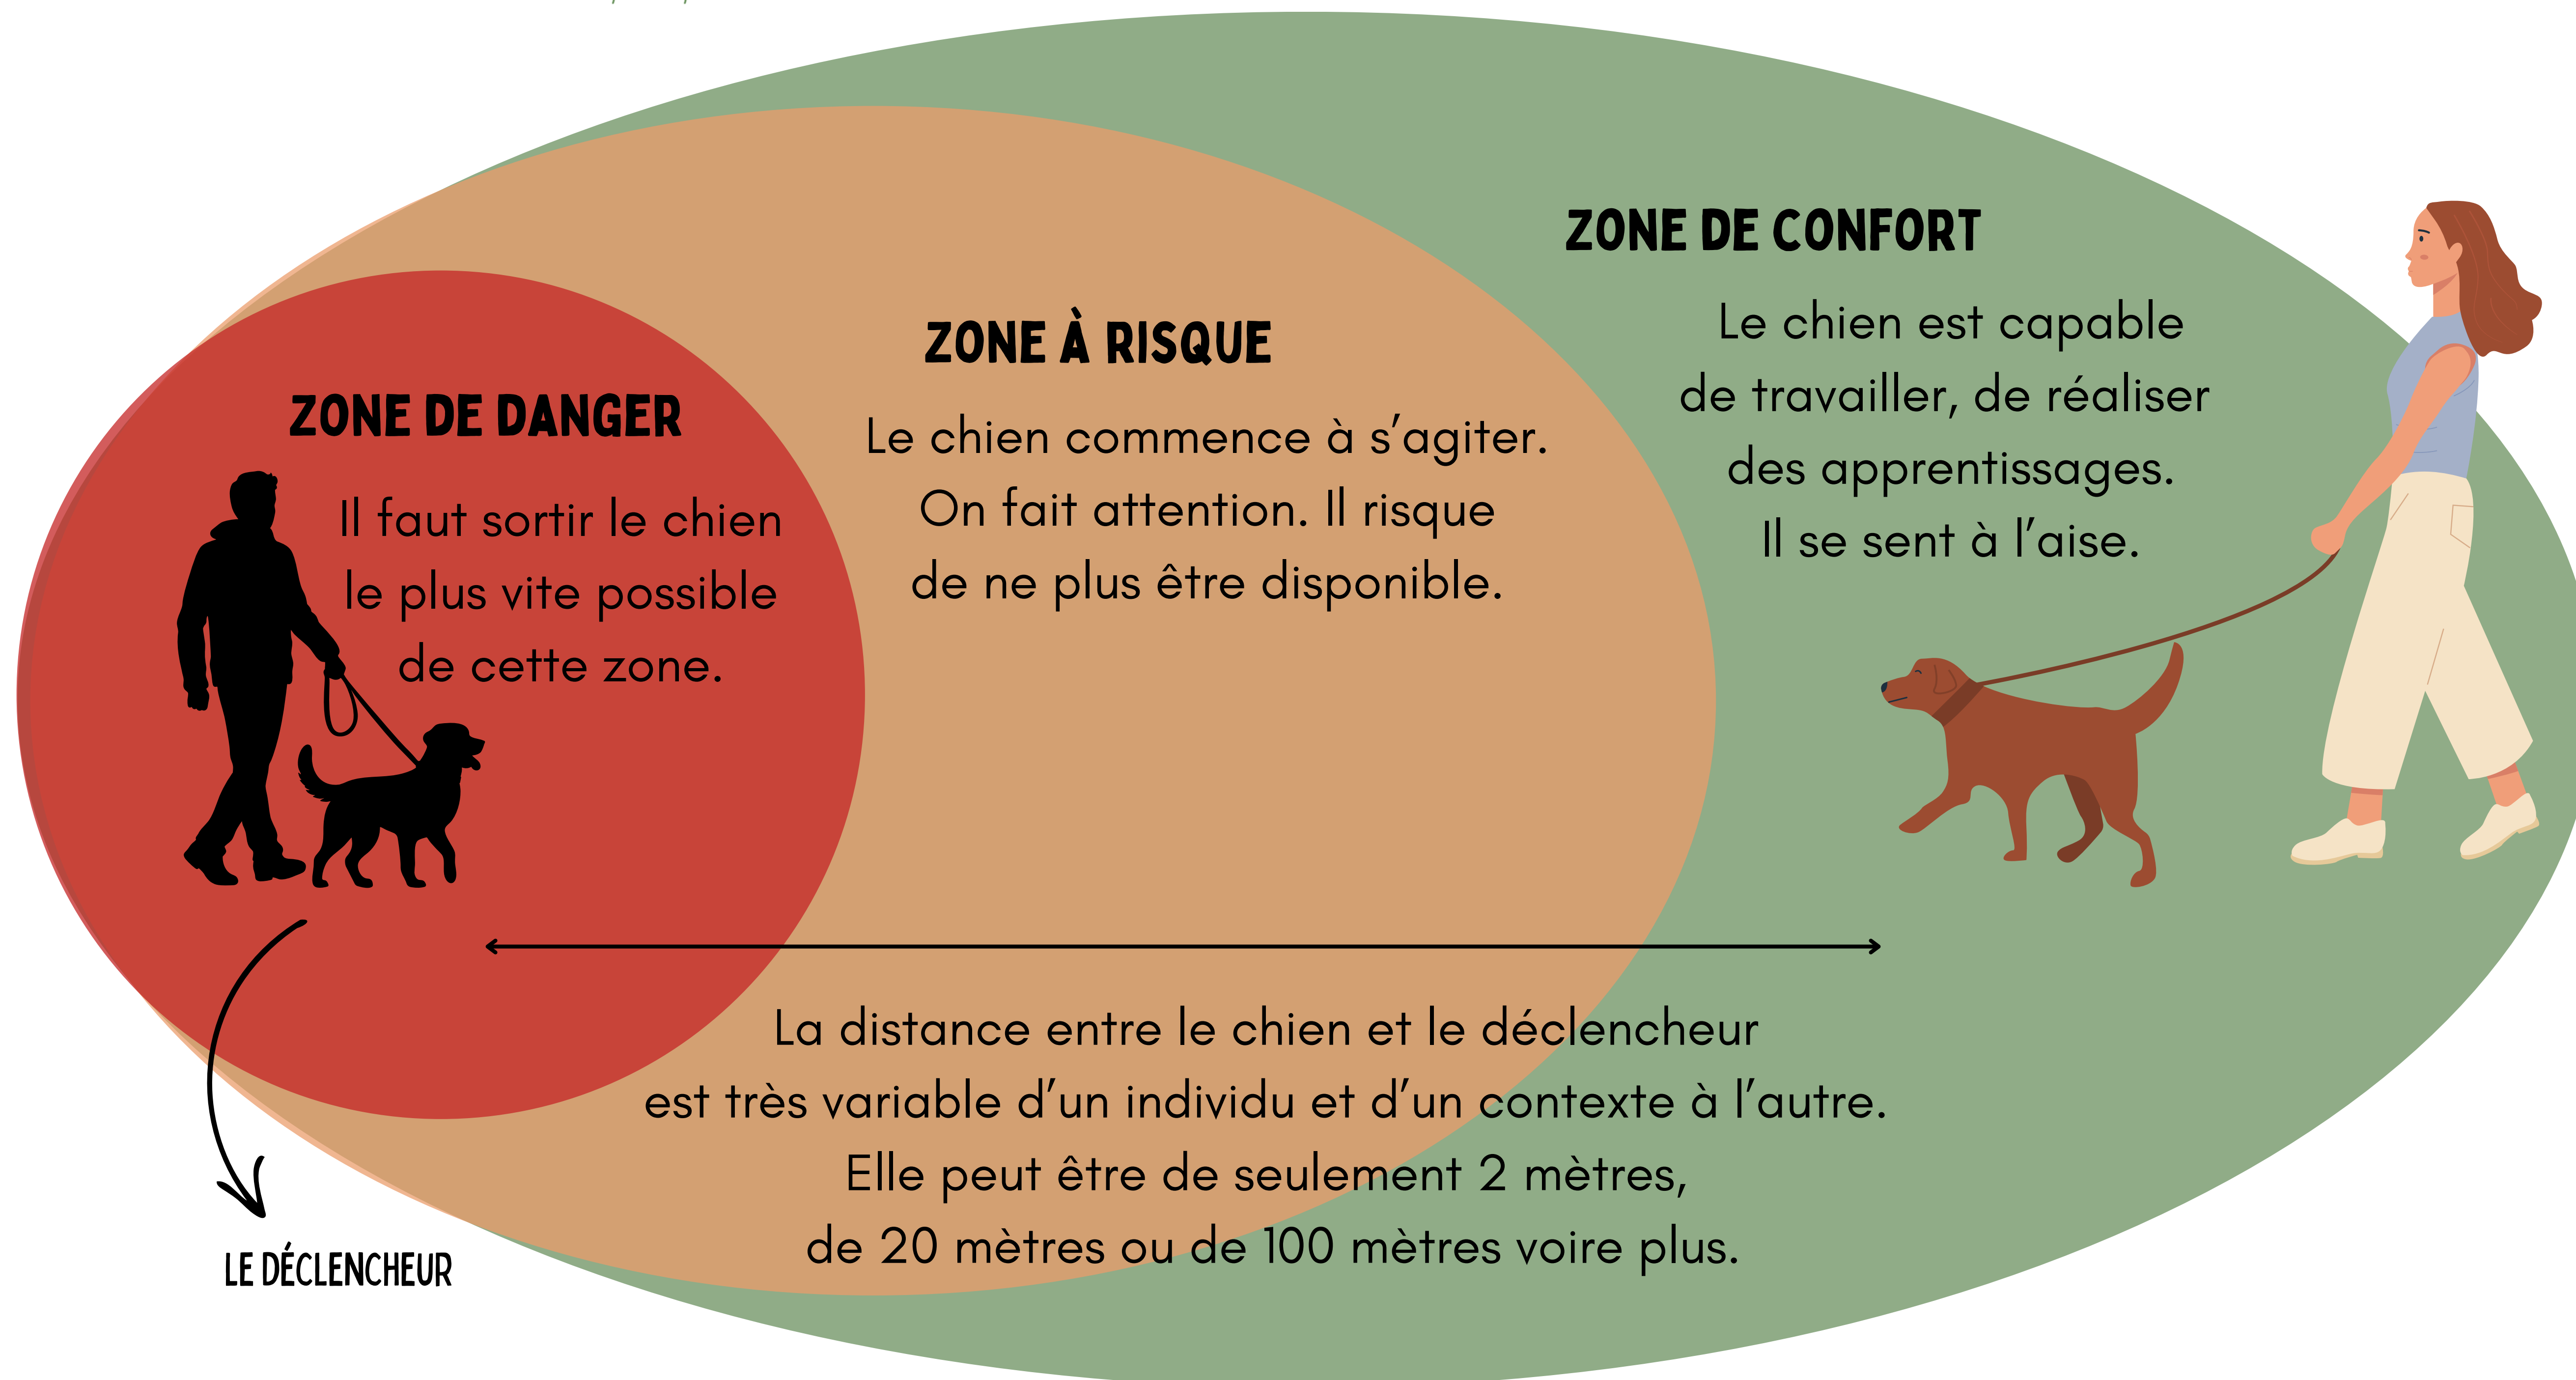 ZONE DE DANGER
Il faut sortir le chien
le plus vite possible
de cette zone.
ZONE À RISQUE
Le chien commence à s’agiter.
On fait attention. Il risque
de ne plus être disponible.
ZONE DE CONFORT
Le chien est capable
de travailler, de réaliser
des apprentissages.
Il se sent à l’aise.
La distance entre le chien et le déclencheur
est très variable d’un individu et d’un contexte à l’autre.
Elle peut être de seulement 2 mètres,
de 20 mètres ou de 100 mètres voire plus.
LE DÉCLENCHEUR